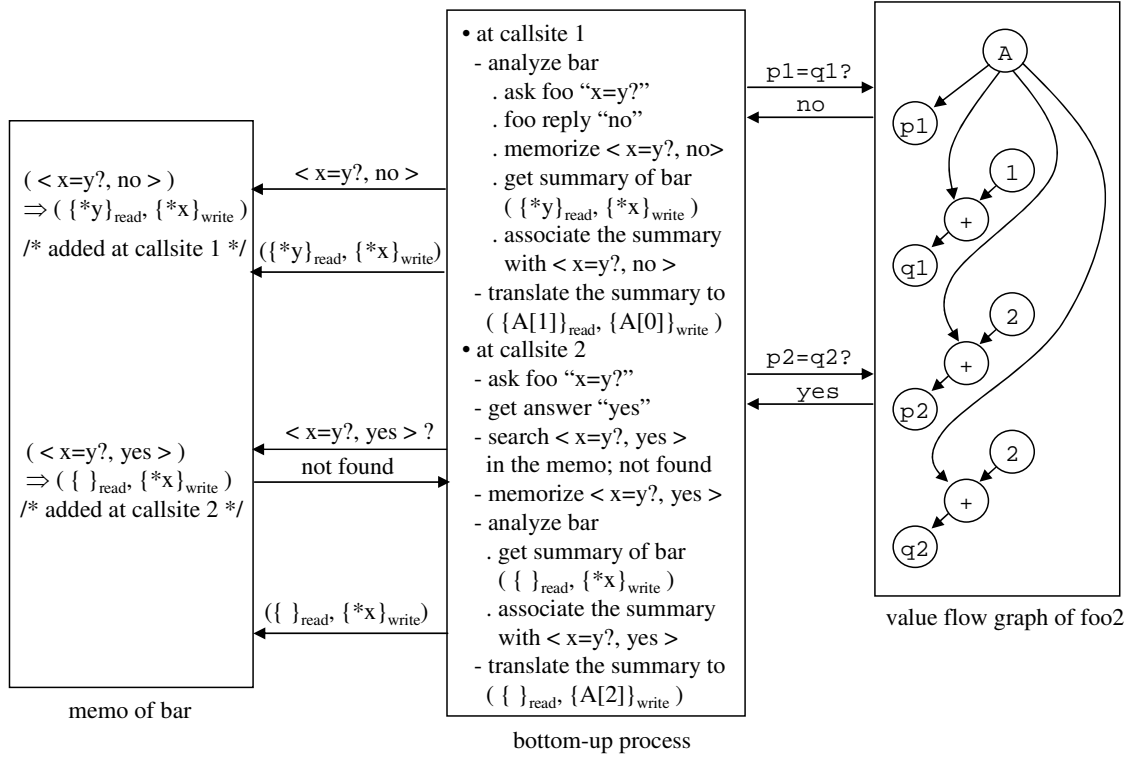 ( < x=y?, no > )
⇒ ( {*y}read, {*x}write )
/* added at callsite 1 */
( < x=y?, yes > )
⇒ ( { }read, {*x}write )
/* added at callsite 2 */
memo of bar
< x=y?, no >
({*y}read, {*x}write)
< x=y?, yes > ?
not found
({ }read, {*x}write)
• at callsite 1
- analyze bar
. ask foo “x=y?”
. foo reply “no”
. memorize < x=y?, no>
. get summary of bar
( {*y}read, {*x}write )
. associate the summary
with < x=y?, no >
- translate the summary to
( {A[1]}read, {A[0]}write )
• at callsite 2
- ask foo “x=y?”
- get answer “yes”
- search < x=y?, yes >
in the memo; not found
- memorize < x=y?, yes >
- analyze bar
. get summary of bar
( { }read, {*x}write )
. associate the summary
with < x=y?, yes >
- translate the summary to
( { }read, {A[2]}write )
bottom-up process
p1=q1?
no
p2=q2?
yes
A
p1
1
+
q1
2
+
p2
2
+
q2
value flow graph of foo2